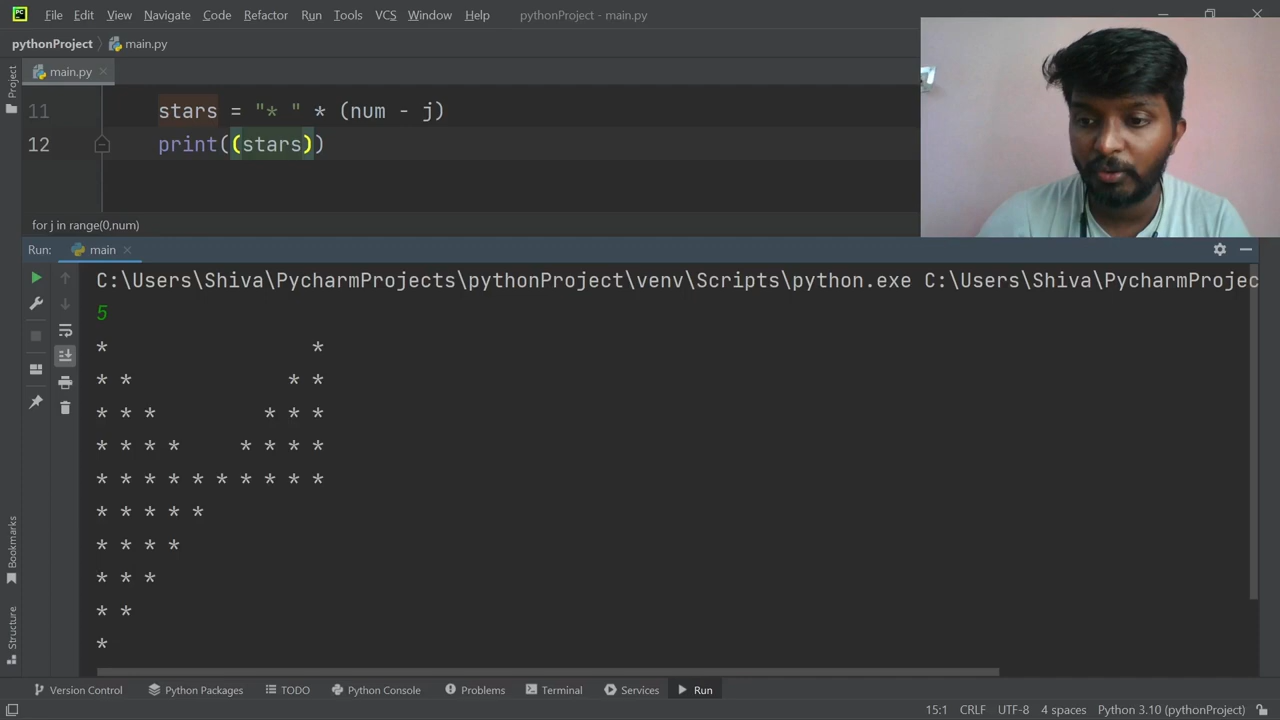 File Edit View Navigate Code Refactor Run Tools VCS Window Help pythonProject - main.py
pythonProject main.py
Project
main.py
11 stars = "* " * (num - j)
12 print((stars))
for j in range(0,num)
Run: main
C:\Users\Shiva\PycharmProjects\pythonProject\venv\Scripts\python.exe C:\Users\Shiva\PycharmProjec
5
*                 *
* *             * *
* * *         * * *
* * * *     * * * *
* * * * * * * * * *
* * * * *
* * * *
* * *
* *
*
Bookmarks
Structure
Version Control Python Packages TODO Python Console Problems Terminal Services Run
15:1 CRLF UTF-8 4 spaces Python 3.10 (pythonProject)